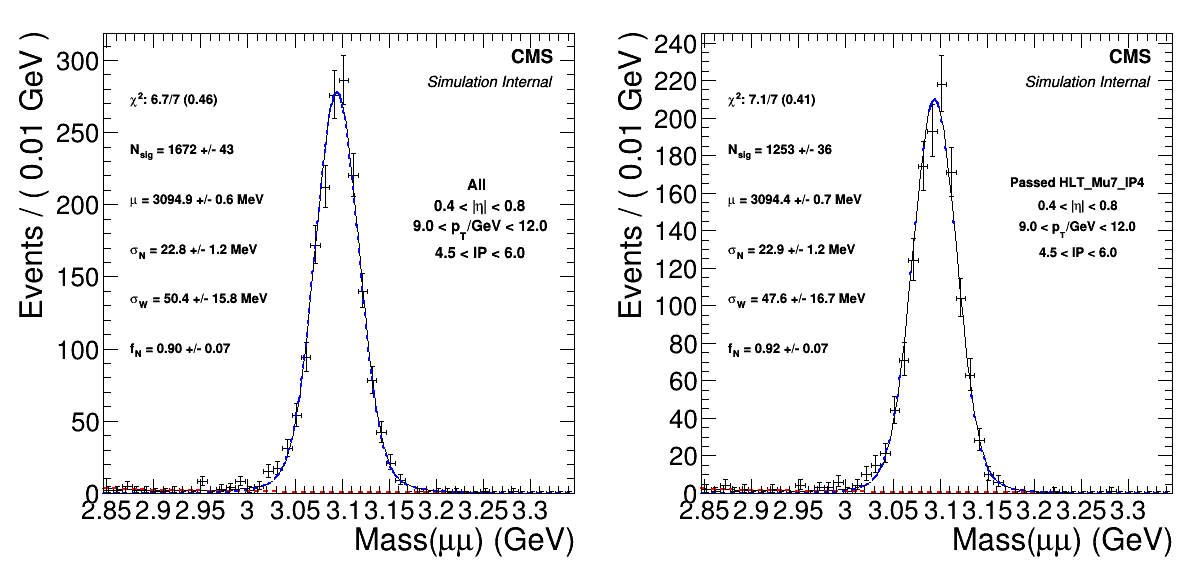 CMS
Simulation Internal
χ²: 6.7/7 (0.46)
N_sig = 1672 +/- 43
μ = 3094.9 +/- 0.6 MeV
σ_N = 22.8 +/- 1.2 MeV
σ_W = 50.4 +/- 15.8 MeV
f_N = 0.90 +/- 0.07
All
0.4 < |η| < 0.8
9.0 < p_T/GeV < 12.0
4.5 < IP < 6.0
Events / ( 0.01 GeV )
300
250
200
150
100
50
0
2.85 2.9 2.95 3 3.05 3.1 3.15 3.2 3.25 3.3
Mass(μμ) (GeV)
CMS
Simulation Internal
χ²: 7.1/7 (0.41)
N_sig = 1253 +/- 36
μ = 3094.4 +/- 0.7 MeV
σ_N = 22.9 +/- 1.2 MeV
σ_W = 47.6 +/- 16.7 MeV
f_N = 0.92 +/- 0.07
Passed HLT_Mu7_IP4
0.4 < |η| < 0.8
9.0 < p_T/GeV < 12.0
4.5 < IP < 6.0
Events / ( 0.01 GeV )
240
220
200
180
160
140
120
100
80
60
40
20
0
2.85 2.9 2.95 3 3.05 3.1 3.15 3.2 3.25 3.3
Mass(μμ) (GeV)